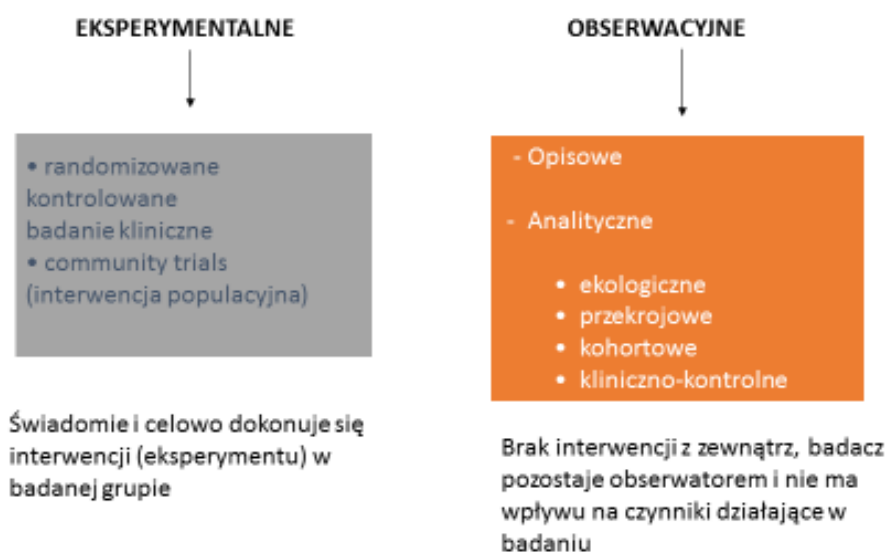 EKSPERYMENTALNE
• randomizowane
kontrolowane
badanie kliniczne
• community trials
(interwencja populacyjna)
Świadomie i celowo dokonuje się
interwencji (eksperymentu) w
badanej grupie
OBSERWACYJNE
- Opisowe
- Analityczne
• ekologiczne
• przekrojowe
• kohortowe
• kliniczno-kontrolne
Brak interwencji z zewnątrz, badacz
pozostaje obserwatorem i nie ma
wpływu na czynniki działające w
badaniu